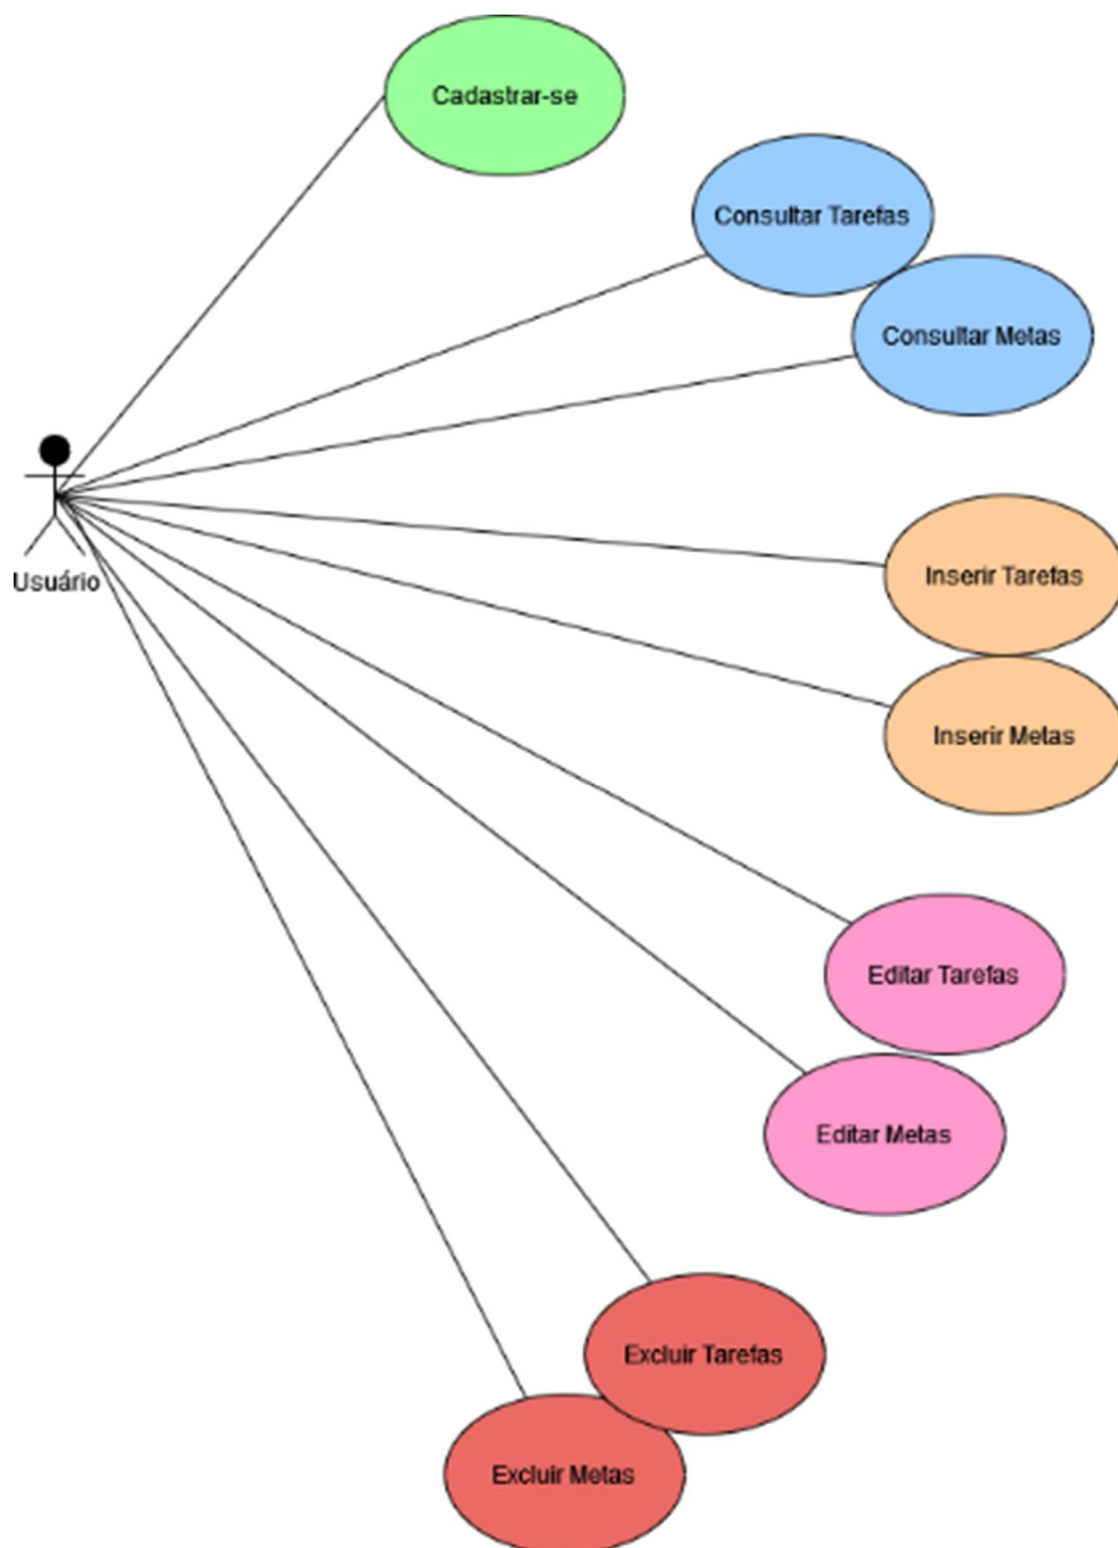 Cadastrar-se
Consultar Tarefas
Consultar Metas
Usuário
Inserir Tarefas
Inserir Metas
Editar Tarefas
Editar Metas
Excluir Tarefas
Excluir Metas